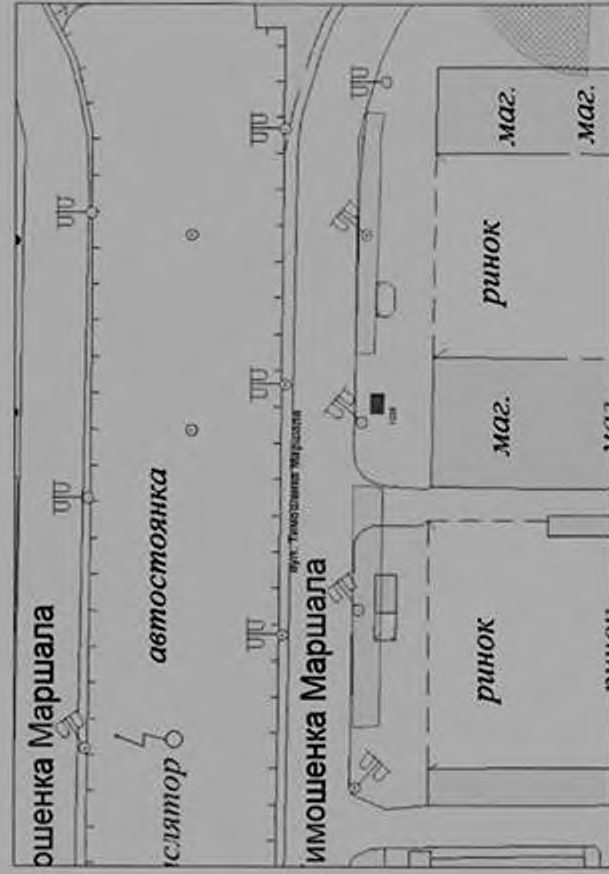 ошенка Маршала
слятор
автостоянка
вул. Тимошенка Маршала
имошенка Маршала
ринок
маг.
ринок
маг.
маг.